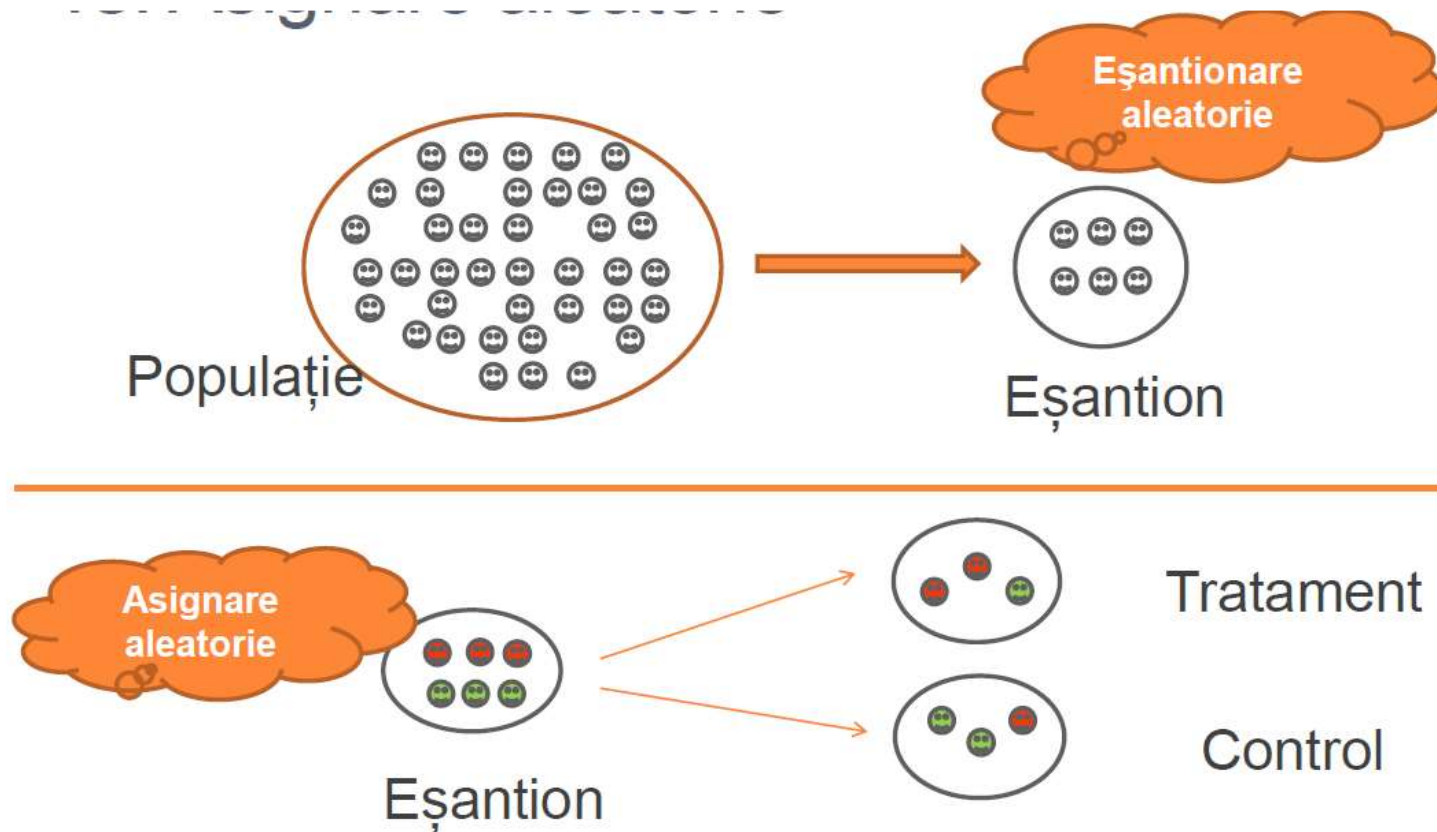 Eşantionare
aleatorie
Populație
Eșantion
Asignare
aleatorie
Tratament
Control
Eșantion